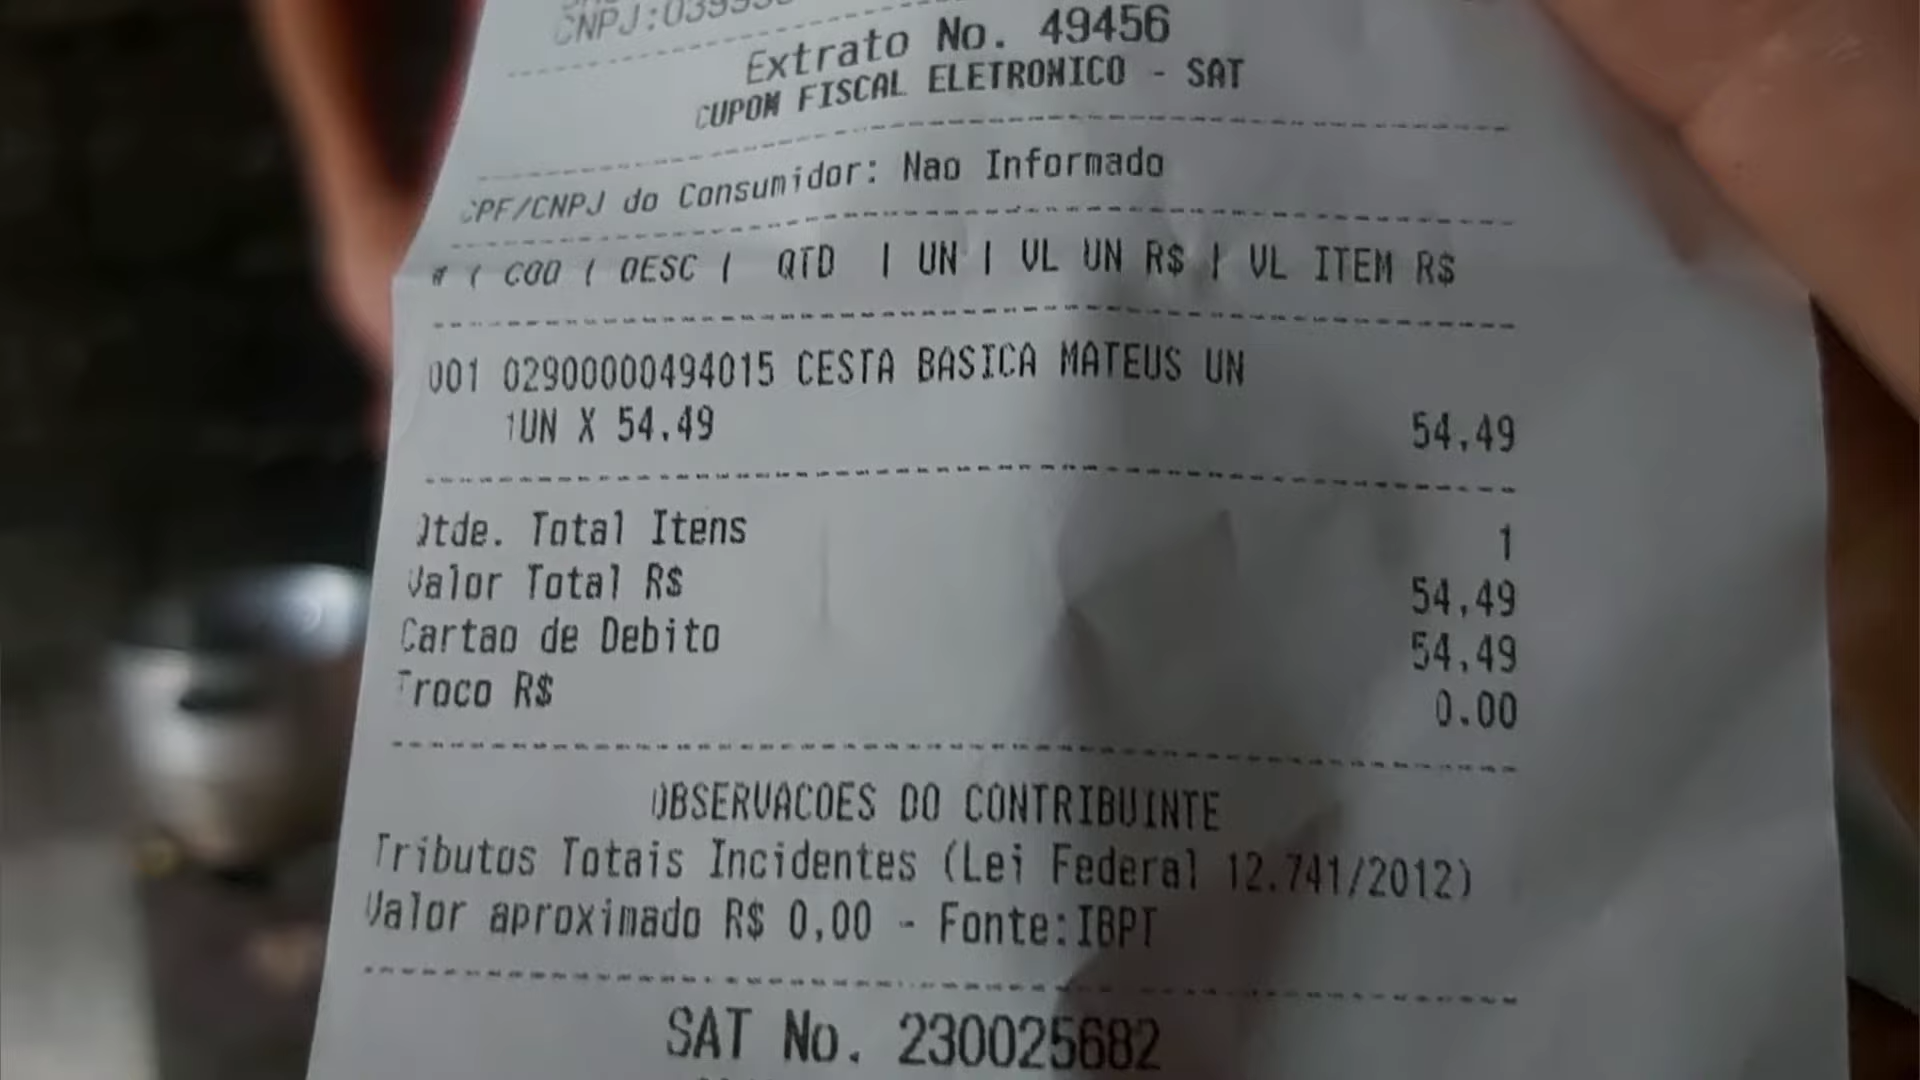 CNPJ:03995
Extrato No. 49456
CUPOM FISCAL ELETRONICO - SAT
CPF/CNPJ do Consumidor: Nao Informado
# | COD | DESC | QTD | UN | VL UN R$ | VL ITEM R$
001 02900000494015 CESTA BASICA MATEUS UN
1UN X 54.49 54,49
Qtde. Total Itens 1
Valor Total R$ 54,49
Cartao de Debito 54,49
Troco R$ 0.00
OBSERVACOES DO CONTRIBUINTE
Tributos Totais Incidentes (Lei Federal 12.741/2012)
Valor aproximado R$ 0,00 - Fonte:IBPT
SAT No. 230025682